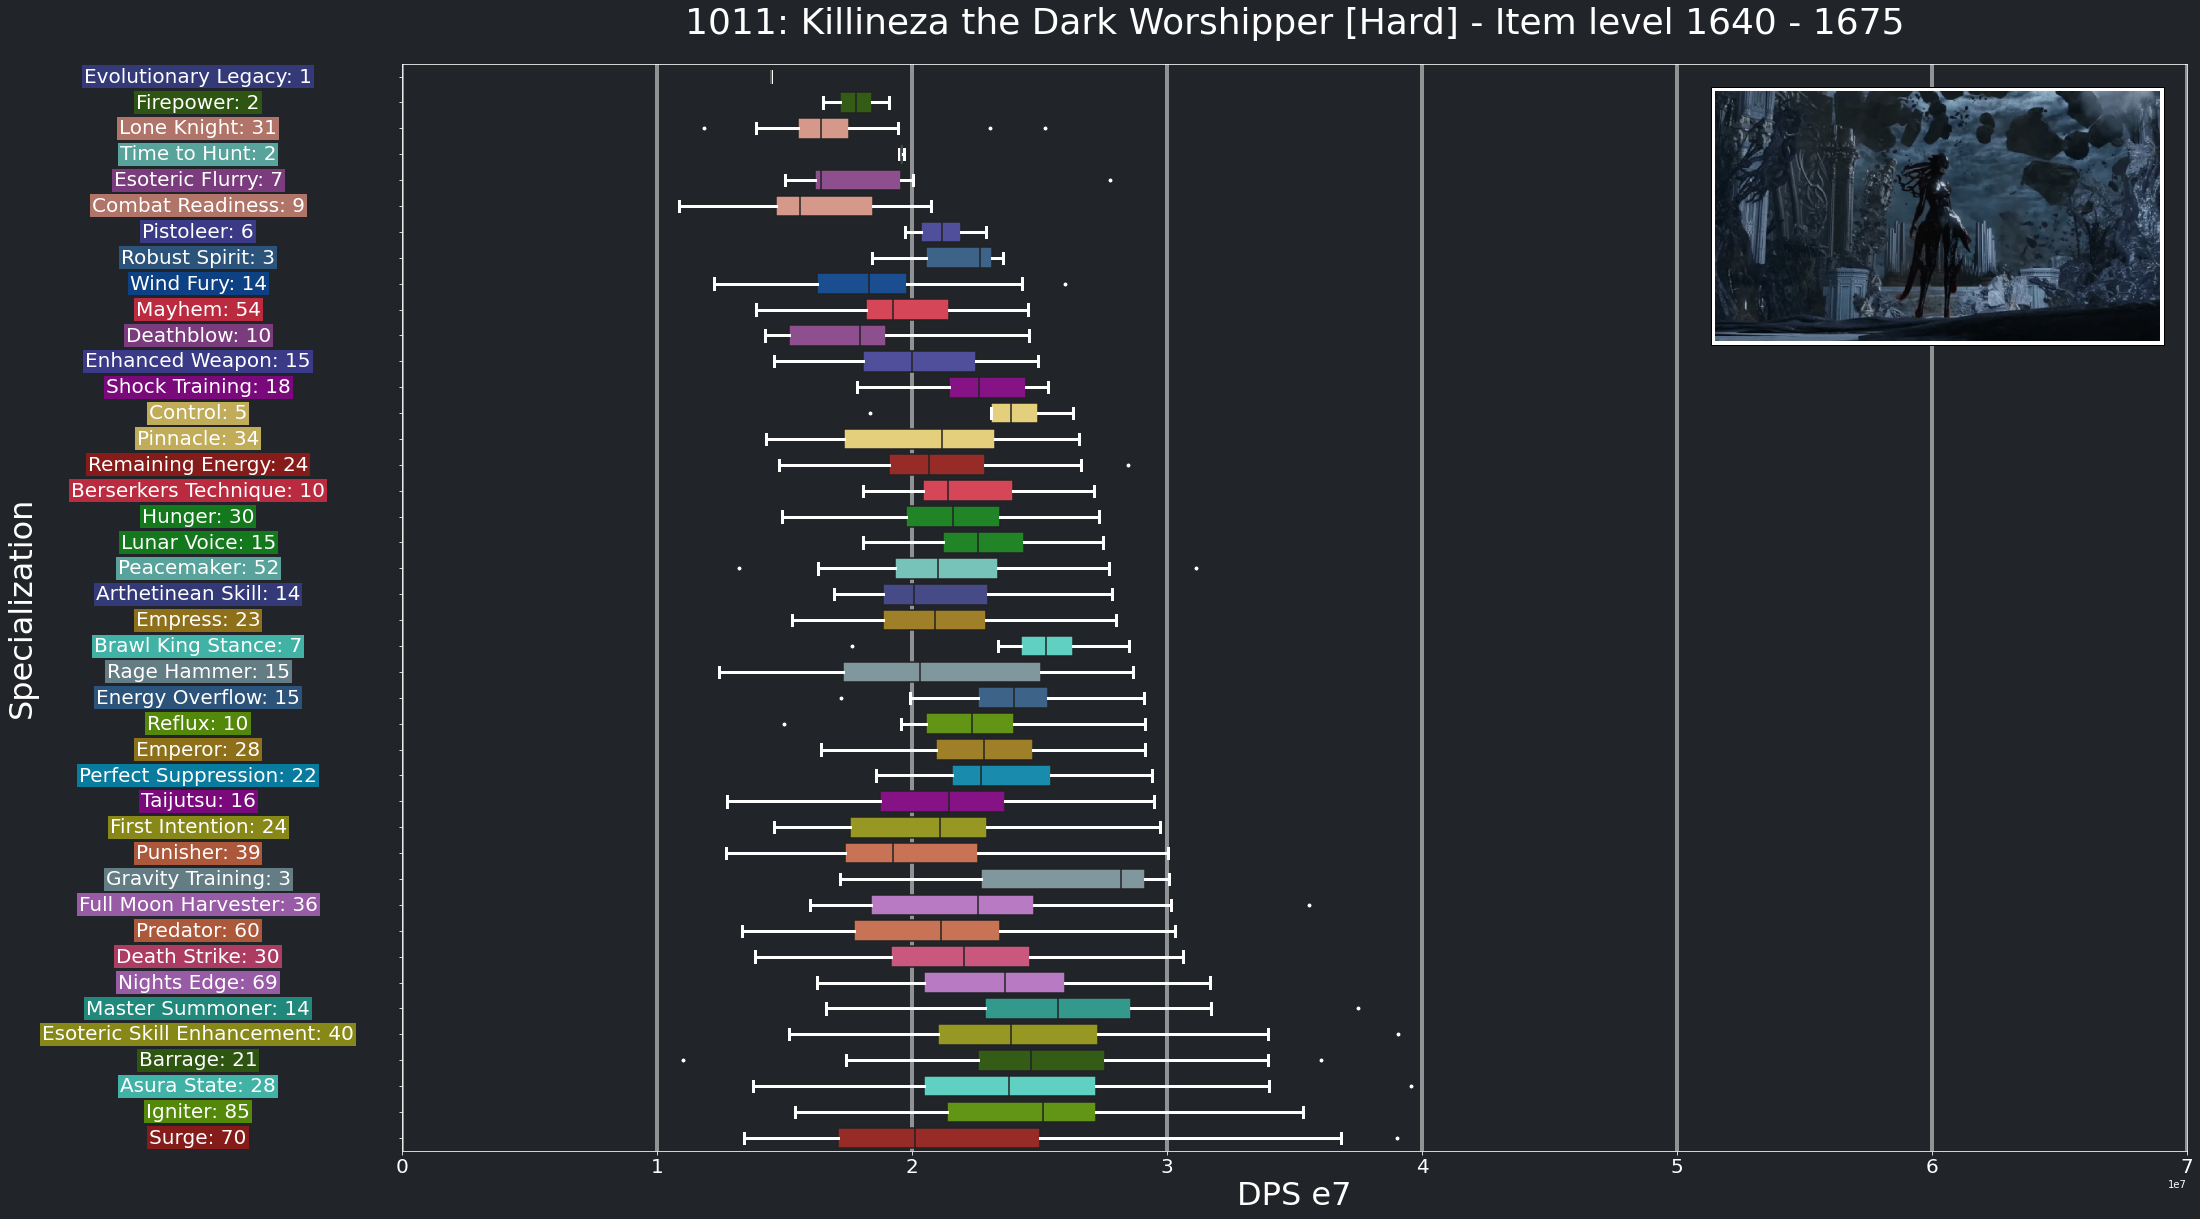 1011: Killineza the Dark Worshipper [Hard] - Item level 1640 - 1675
Specialization
Evolutionary Legacy: 1
Firepower: 2
Lone Knight: 31
Time to Hunt: 2
Esoteric Flurry: 7
Combat Readiness: 9
Pistoleer: 6
Robust Spirit: 3
Wind Fury: 14
Mayhem: 54
Deathblow: 10
Enhanced Weapon: 15
Shock Training: 18
Control: 5
Pinnacle: 34
Remaining Energy: 24
Berserkers Technique: 10
Hunger: 30
Lunar Voice: 15
Peacemaker: 52
Arthetinean Skill: 14
Empress: 23
Brawl King Stance: 7
Rage Hammer: 15
Energy Overflow: 15
Reflux: 10
Emperor: 28
Perfect Suppression: 22
Taijutsu: 16
First Intention: 24
Punisher: 39
Gravity Training: 3
Full Moon Harvester: 36
Predator: 60
Death Strike: 30
Nights Edge: 69
Master Summoner: 14
Esoteric Skill Enhancement: 40
Barrage: 21
Asura State: 28
Igniter: 85
Surge: 70
0 1 2 3 4 5 6 7
1e7
DPS e7